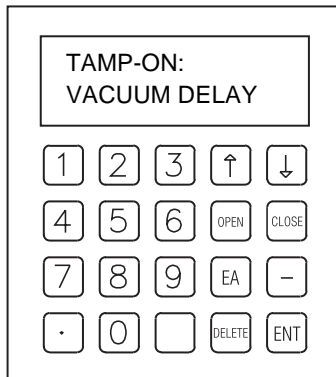 TAMP-ON:
VACUUM DELAY
1 2 3 ↑ ↓
4 5 6 OPEN CLOSE
7 8 9 EA –
· 0 DELETE ENT